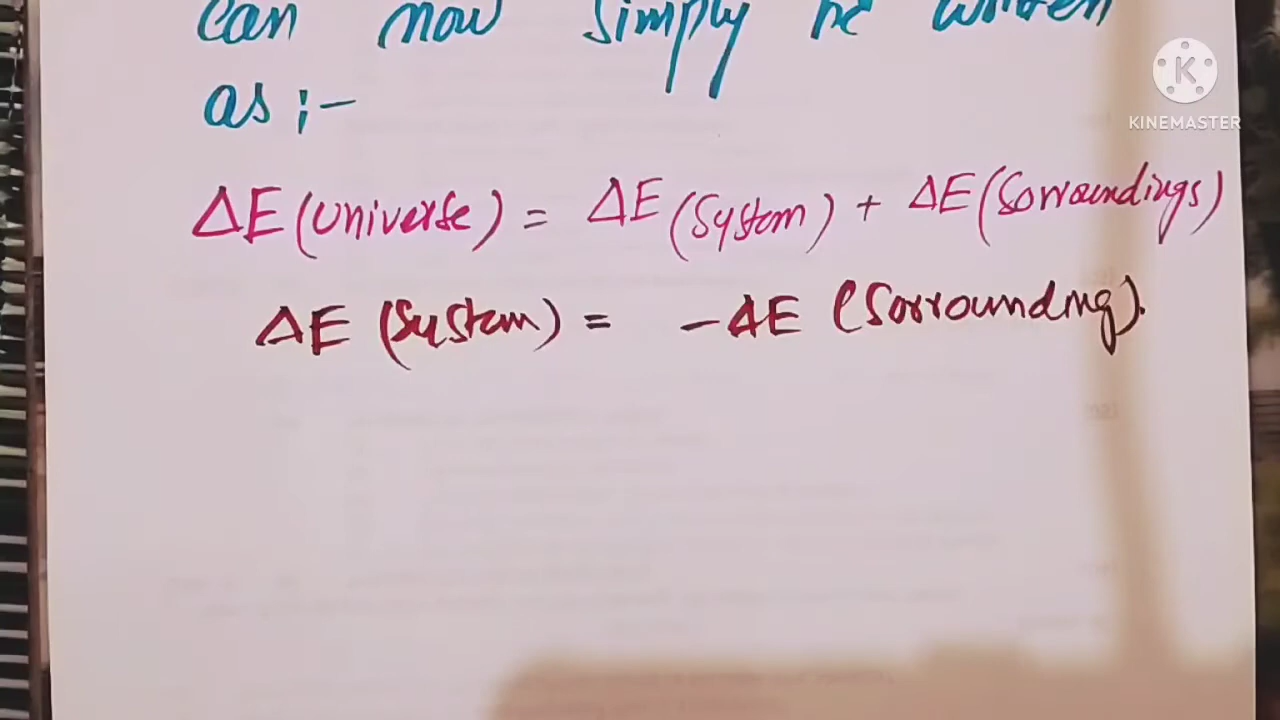 can now simply be written
as :-
K
KINEMASTER
ΔE (Universe) = ΔE (System) + ΔE (Sorroundings)
ΔE (System) = -ΔE (Sorrounding).